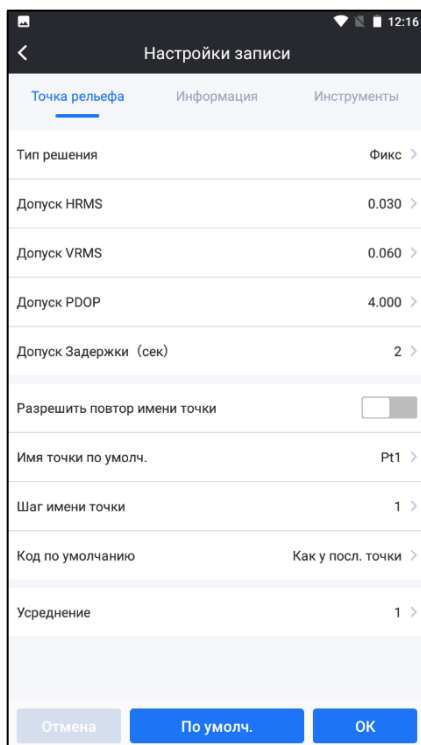 12:16
Настройки записи
Точка рельефа Информация Инструменты
Тип решения Фикс
Допуск HRMS 0.030
Допуск VRMS 0.060
Допуск PDOP 4.000
Допуск Задержки (сек) 2
Разрешить повтор имени точки
Имя точки по умолч. Pt1
Шаг имени точки 1
Код по умолчанию Как у посл. точки
Усреднение 1
Отмена По умолч. ОК